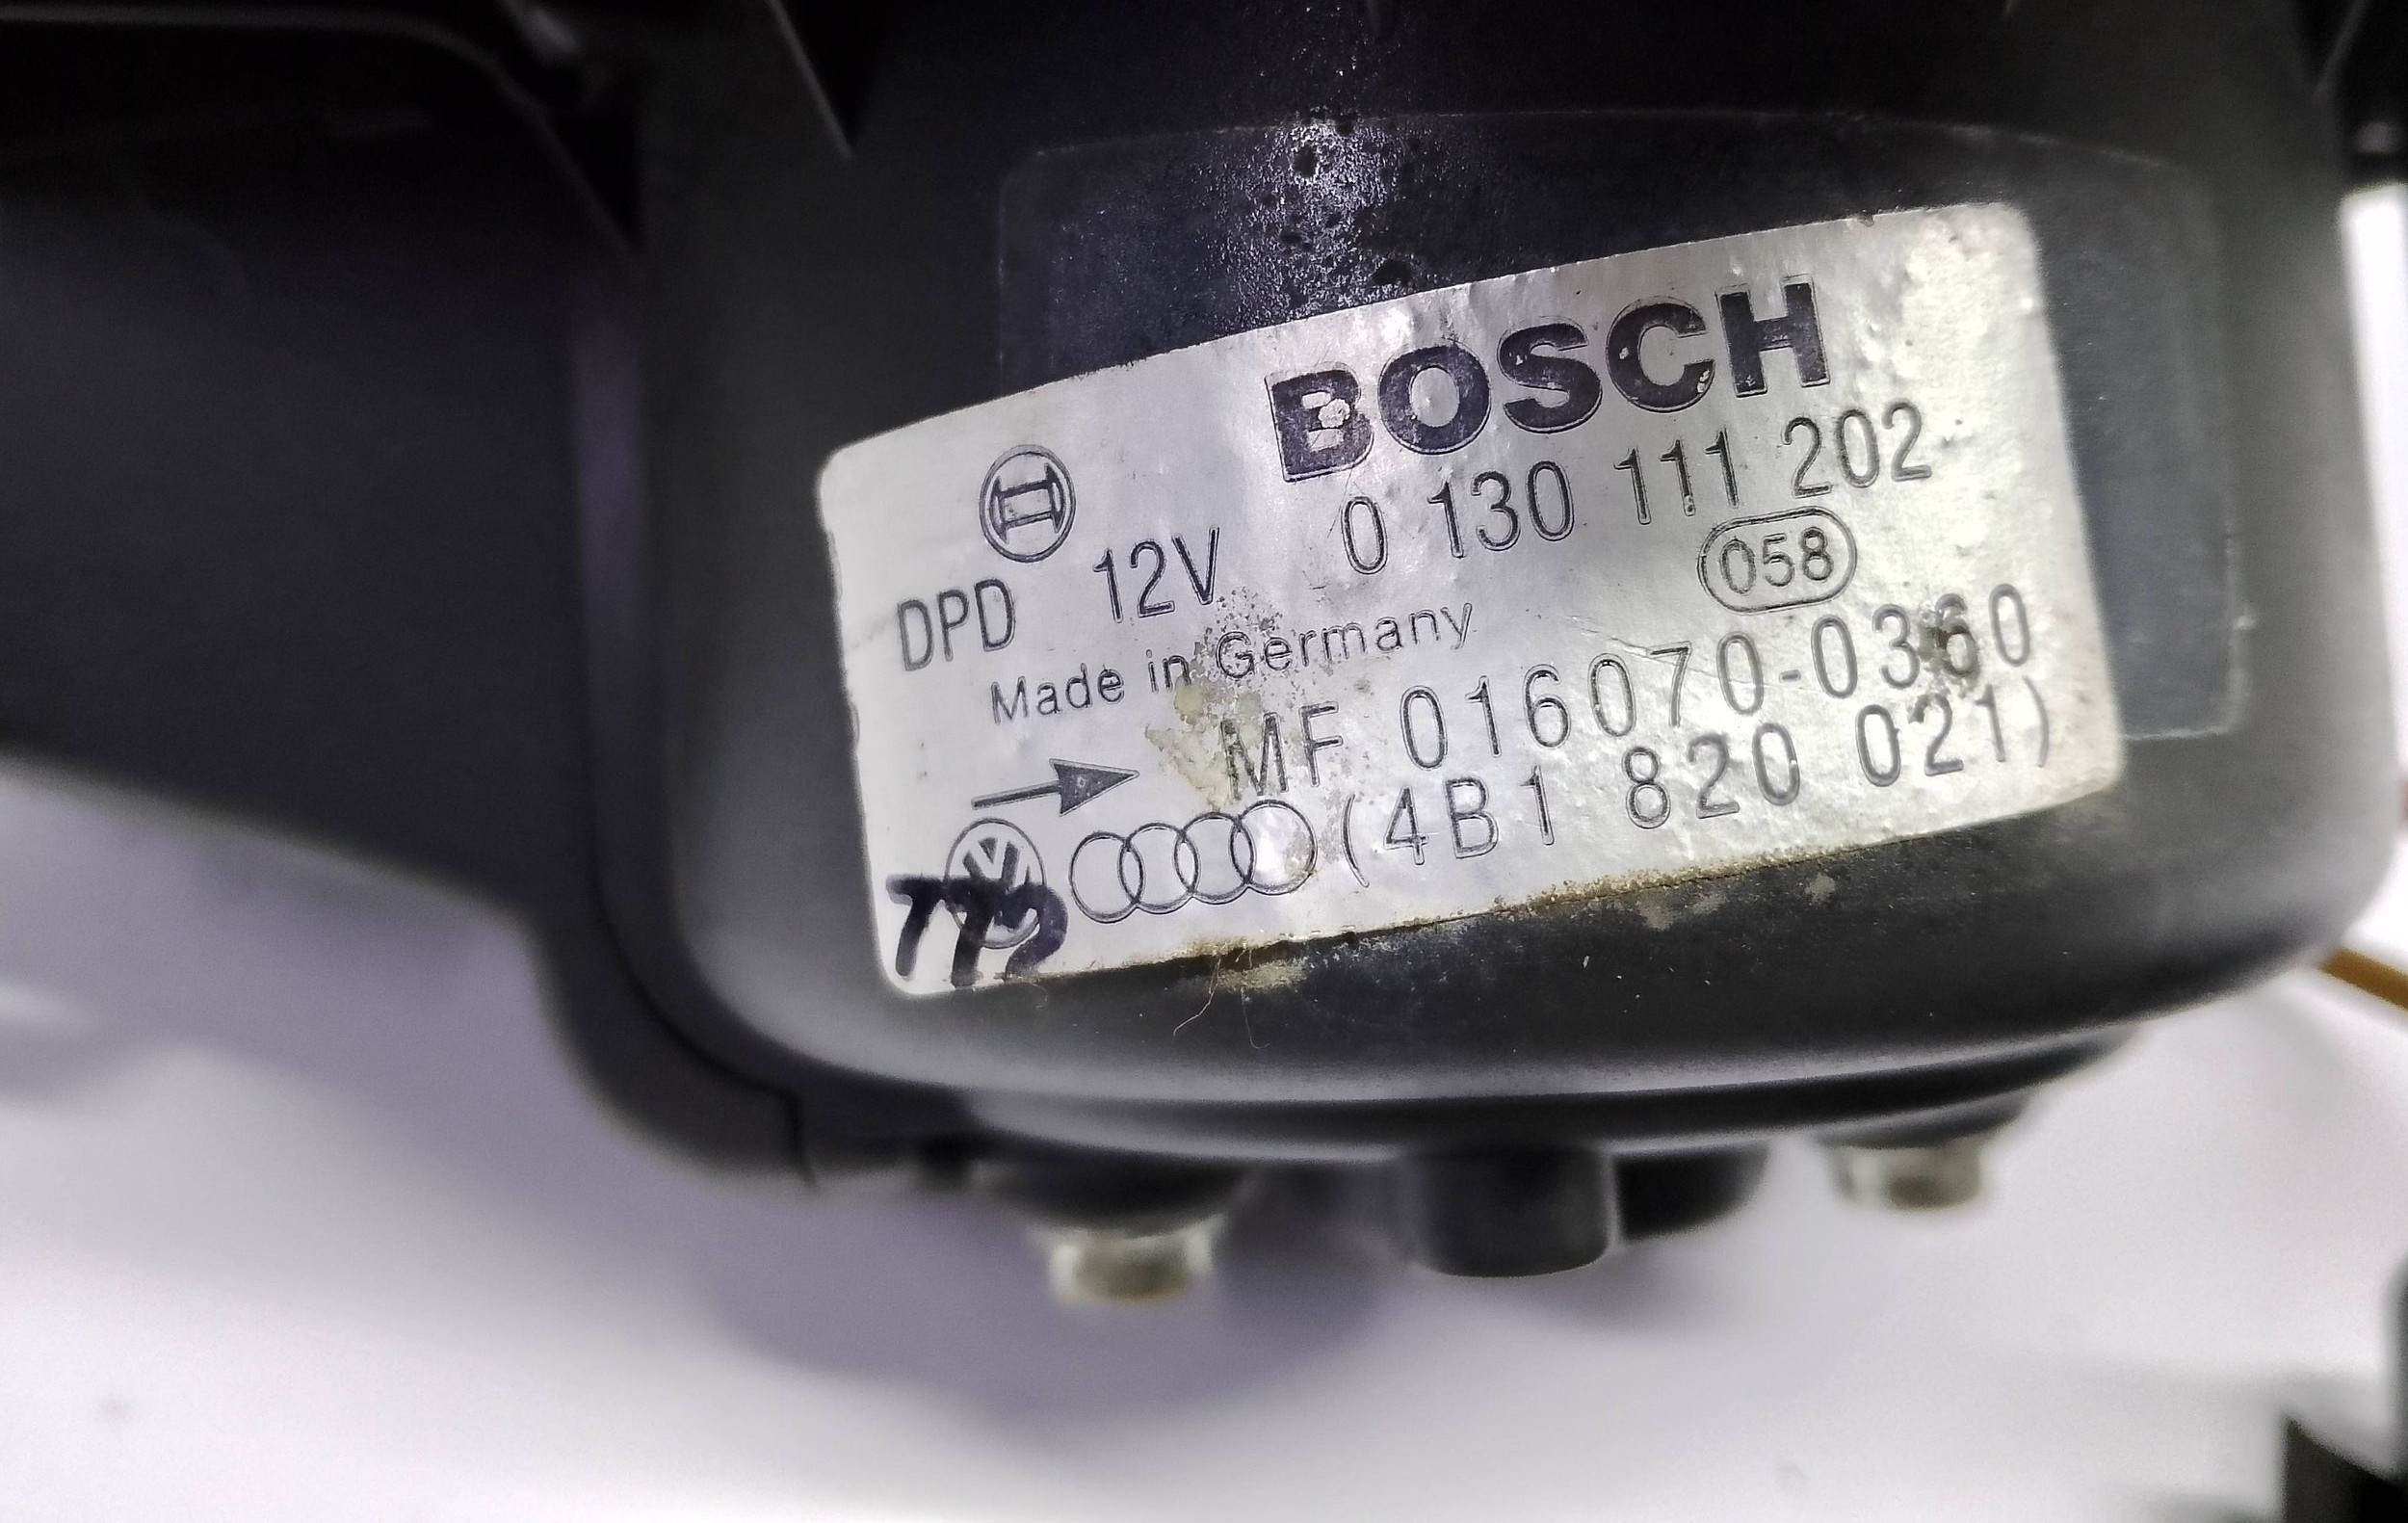 BOSCH
DPD 12V 0 130 111 202
Made in Germany 058
MF 016070-0360
(4B1 820 021)